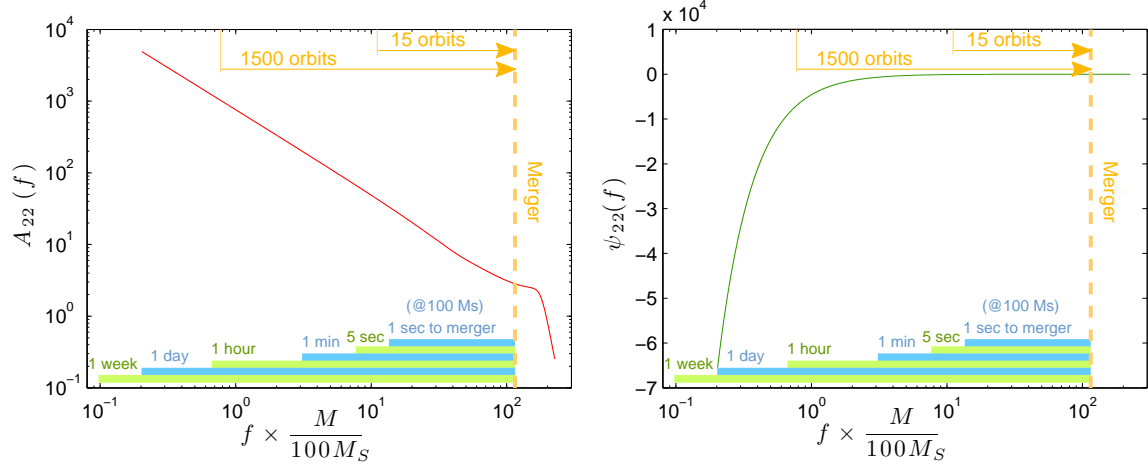 10^4
10^3
10^2
10^1
10^0
10^−1
A_22 (f)
15 orbits
1500 orbits
Merger
(@100 Ms)
1 sec to merger
5 sec
1 min
1 hour
1 day
1 week
10^−1
10^0
10^1
10^2
f × M/100M_S
x 10^4
1
0
−1
−2
−3
−4
−5
−6
−7
ψ_22(f)
15 orbits
1500 orbits
Merger
(@100 Ms)
1 sec to merger
5 sec
1 min
1 hour
1 day
1 week
10^−1
10^0
10^1
10^2
f × M/100M_S